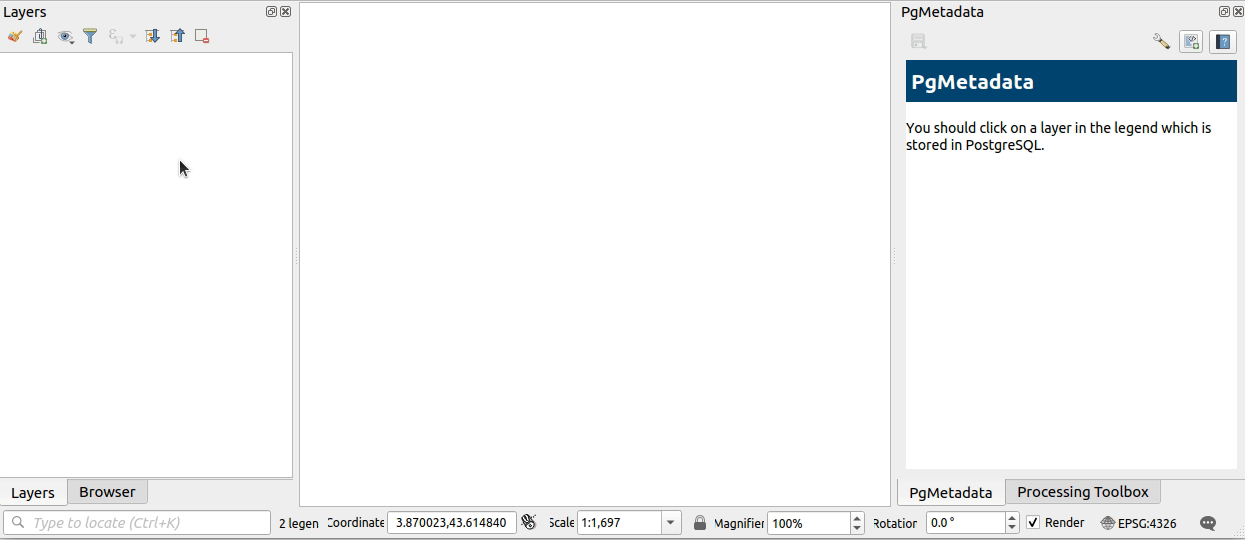 Layers
PgMetadata
PgMetadata
You should click on a layer in the legend which is
stored in PostgreSQL.
Layers
Browser
PgMetadata
Processing Toolbox
Type to locate (Ctrl+K)
2 legen
Coordinate
3.870023,43.614840
Scale
1:1,697
Magnifier
100%
Rotation
0.0 °
Render
EPSG:4326